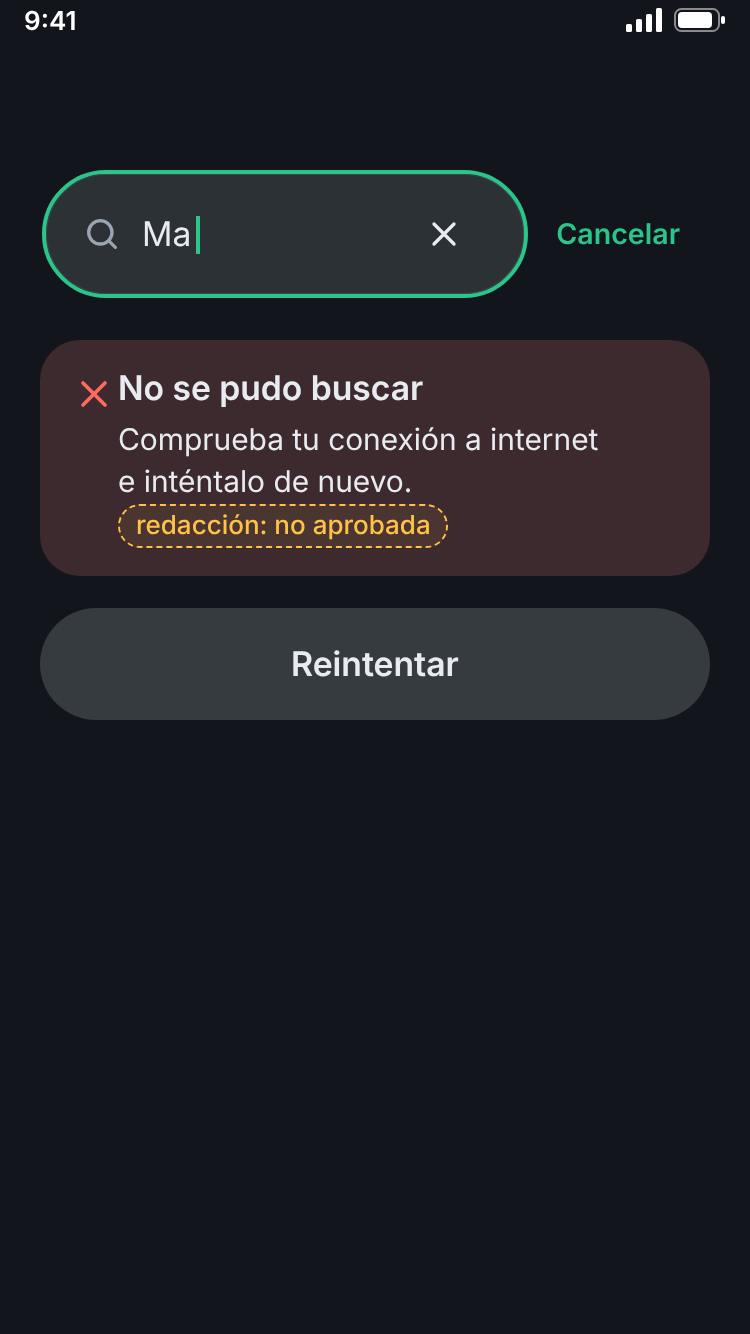 9:41
Ma
Cancelar
No se pudo buscar
Comprueba tu conexión a internet
e inténtalo de nuevo.
redacción: no aprobada
Reintentar